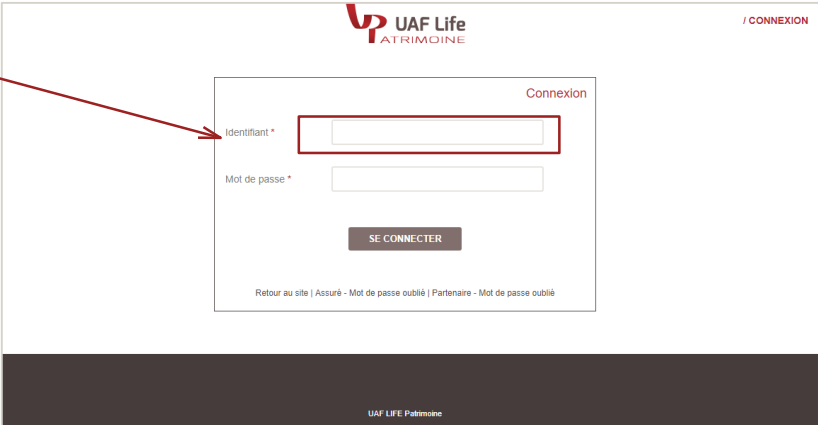 UAF Life
PATRIMOINE
/ CONNEXION
Connexion
Identifiant *
Mot de passe *
SE CONNECTER
Retour au site | Assuré - Mot de passe oublié | Partenaire - Mot de passe oublié
UAF LIFE Patrimoine